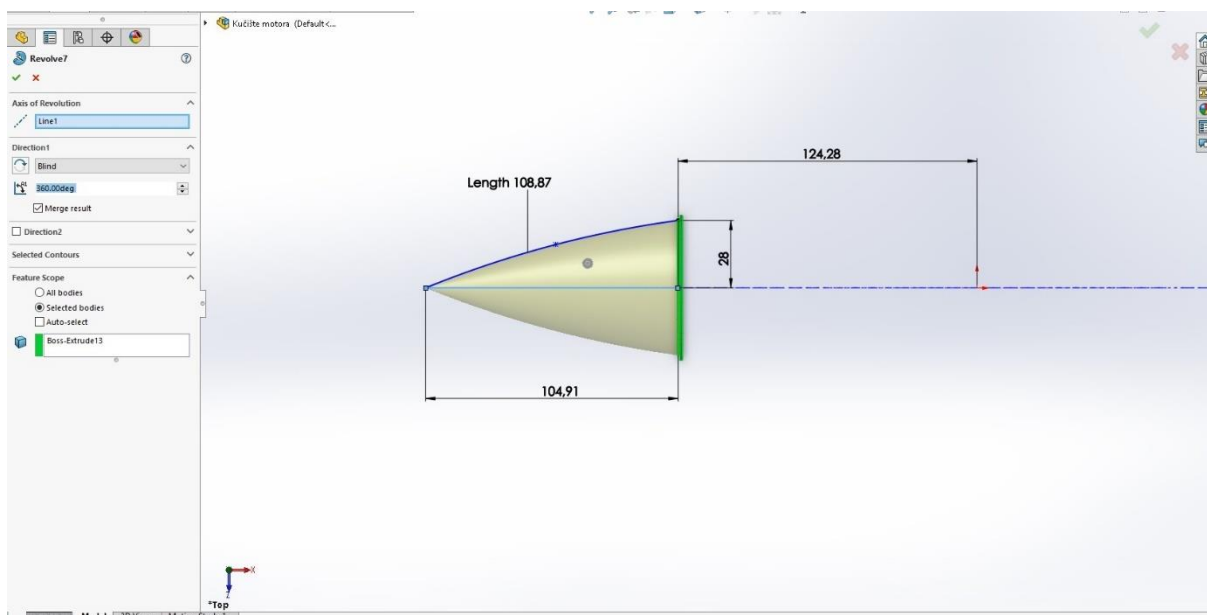 Kučište motora (Default<...
Revolve7
Axis of Revolution
Line1
Direction1
Blind
360.00deg
Merge result
Direction2
Selected Contours
Feature Scope
All bodies
Selected bodies
Auto-select
Boss-Extrude13
124,28
Length 108,87
28
104,91
X
Z
*Top